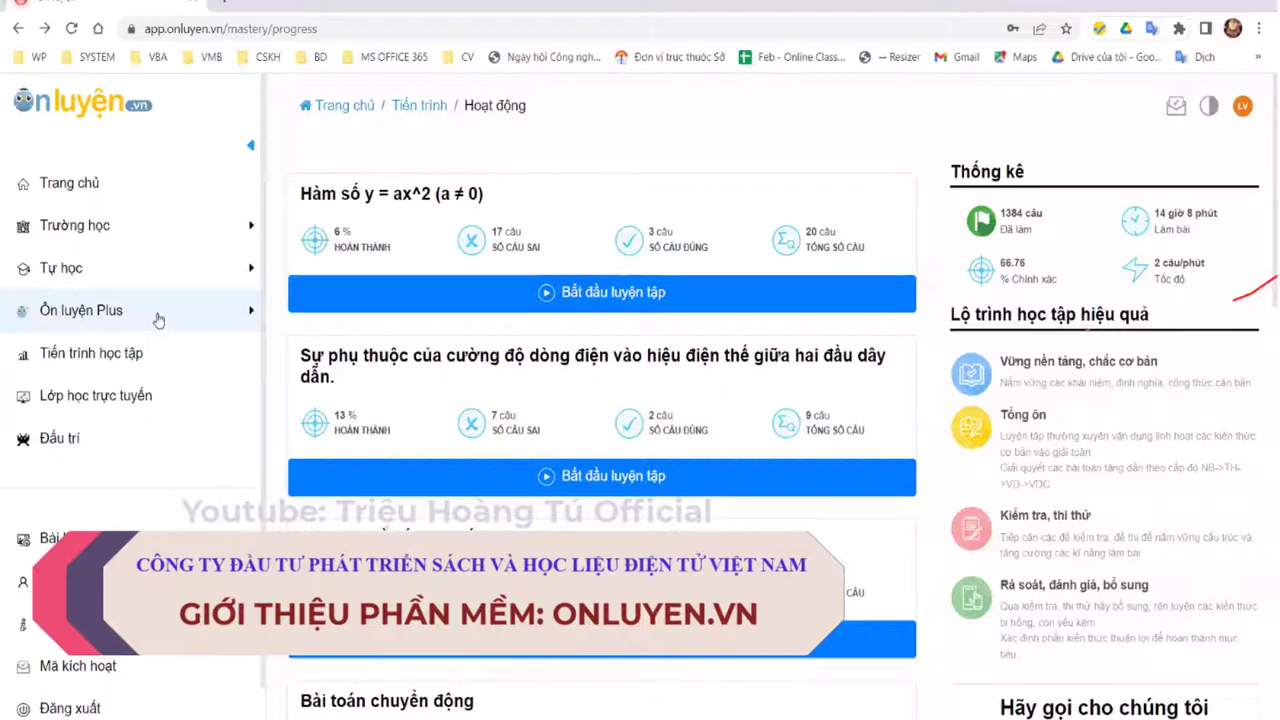 app.onluyen.vn/mastery/progress
WP SYSTEM VBA VMB CSKH BD MS OFFICE 365 CV Ngày hội Công ngh... Đơn vị trực thuộc Sở Feb - Online Class... -- Resizer Gmail Maps Drive của tôi - Goo... Dịch »
Ôn luyện .vn
Trang chủ / Tiến trình / Hoạt động
LV
Trang chủ
Trường học
Tự học
Ôn luyện Plus
Tiến trình học tập
Lớp học trực tuyến
Đấu trí
Mã kích hoạt
Đăng xuất
Hàm số y = ax^2 (a ≠ 0)
6 % HOÀN THÀNH
17 câu SỐ CÂU SAI
3 câu SỐ CÂU ĐÚNG
20 câu TỔNG SỐ CÂU
Bắt đầu luyện tập
Sự phụ thuộc của cường độ dòng điện vào hiệu điện thế giữa hai đầu dây
dẫn.
13 % HOÀN THÀNH
7 câu SỐ CÂU SAI
2 câu SỐ CÂU ĐÚNG
9 câu TỔNG SỐ CÂU
Bắt đầu luyện tập
Bài toán chuyển động
Thống kê
1384 câu
Đã làm
14 giờ 8 phút
Làm bài
66.76
% Chính xác
2 câu/phút
Tốc độ
Lộ trình học tập hiệu quả
Vững nền tảng, chắc cơ bản
Nắm vững các khái niệm, định nghĩa, công thức căn bản
Tổng ôn
Luyện tập thường xuyên vận dụng linh hoạt các kiến thức
cơ bản vào giải toán
Giải quyết các bài toán tăng dần theo cấp độ NB->TH-
>VD->VDC
Kiểm tra, thi thử
Tiếp cận các đề kiểm tra, đề thi để nắm vững cấu trúc và
tăng cường các kĩ năng làm bài
Rà soát, đánh giá, bổ sung
Qua kiểm tra, thi thử hãy bổ sung, rèn luyện các kiến thức
bị hổng, còn yếu kém
Xác định phần kiến thức thuận lợi để hoàn thành mục
tiêu.
Hãy gọi cho chúng tôi
Youtube: Triệu Hoàng Tú Official
CÔNG TY ĐẦU TƯ PHÁT TRIỂN SÁCH VÀ HỌC LIỆU ĐIỆN TỬ VIỆT NAM
GIỚI THIỆU PHẦN MỀM: ONLUYEN.VN